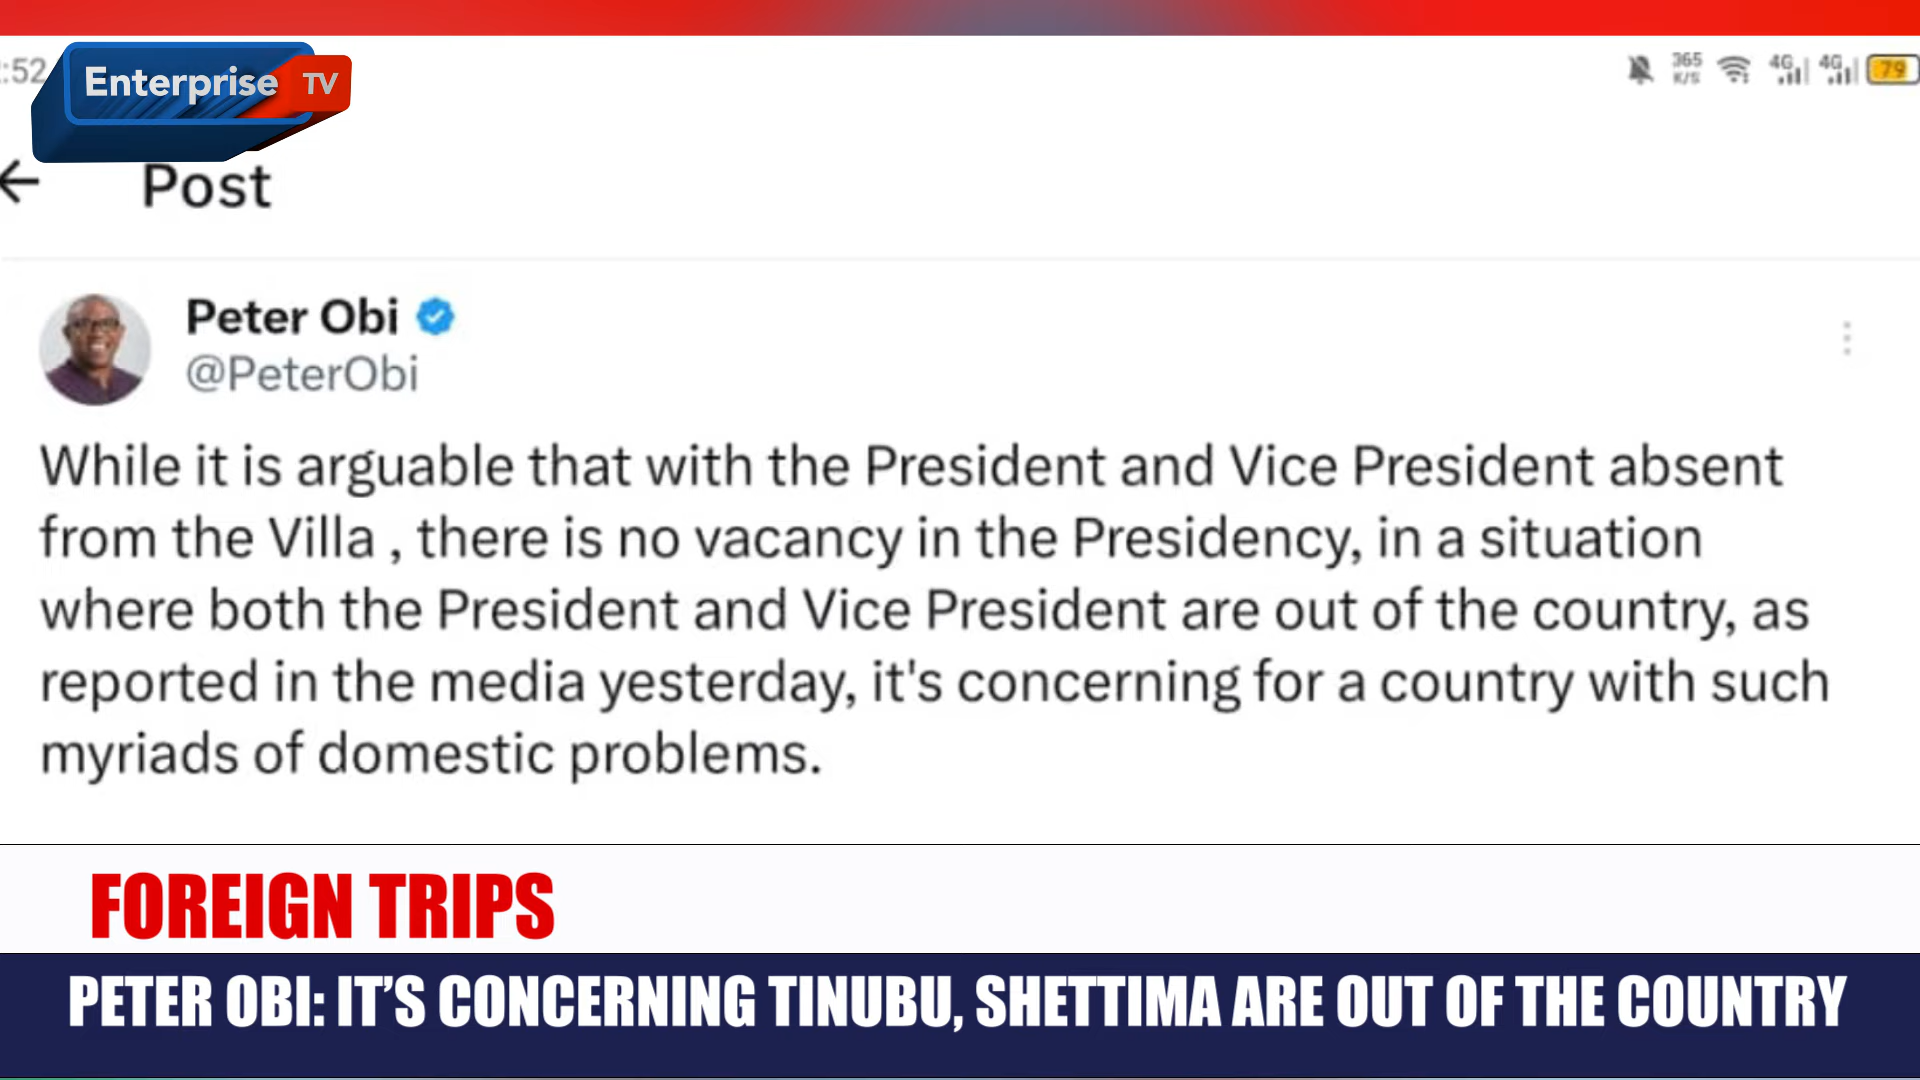 :52
Enterprise TV
365
K/S
4G
4G
79
Post
Peter Obi
@PeterObi
While it is arguable that with the President and Vice President absent
from the Villa , there is no vacancy in the Presidency, in a situation
where both the President and Vice President are out of the country, as
reported in the media yesterday, it's concerning for a country with such
myriads of domestic problems.
FOREIGN TRIPS
PETER OBI: IT’S CONCERNING TINUBU, SHETTIMA ARE OUT OF THE COUNTRY